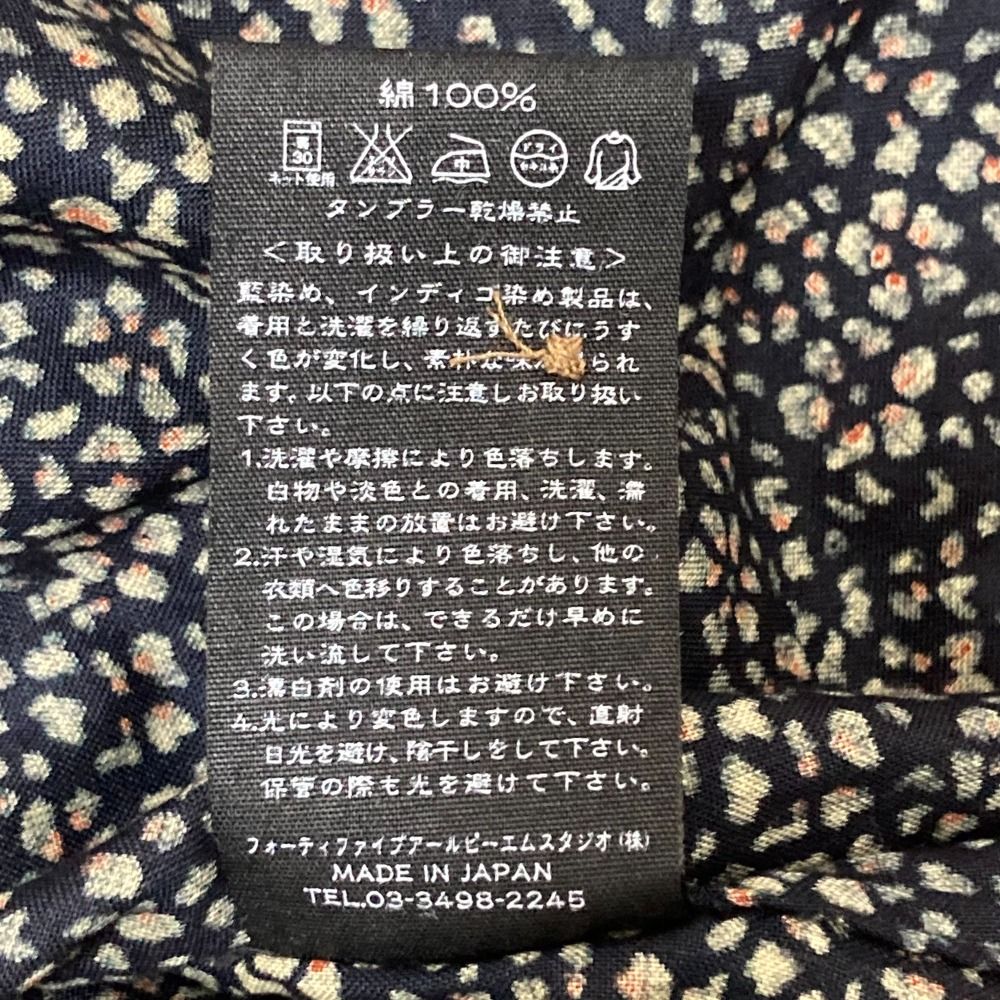 綿100%
30
ネット使用
中
ドライ
タンブラー乾燥禁止
<取り扱い上の御注意>
藍染め、インディゴ染め製品は、
着用と洗濯を繰り返すたびにうす
く色が変化し、素朴な味が られ
ます。以下の点に注意しお取り扱い
下さい。
1.洗濯や摩擦により色落ちします。
白物や淡色との着用、洗濯、濡
れたままの放置はお避け下さい。
2.汗や湿気により色落ちし、他の
衣類へ色移りすることがあります。
この場合は、できるだけ早めに
洗い流して下さい。
3.漂白剤の使用はお避け下さい。
4.光により変色しますので、直射
日光を避け、陰干しをして下さい。
保管の際も光を避けて下さい。
フォーティファイブアールピーエムスタジオ(株)
MADE IN JAPAN
TEL.03-3498-2245